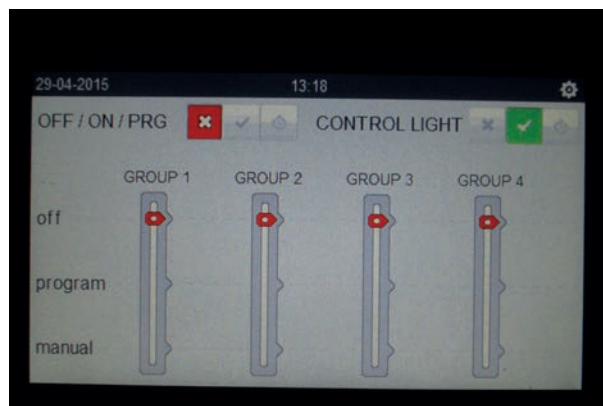 29-04-2015 13:18
OFF / ON / PRG CONTROL LIGHT
GROUP 1 GROUP 2 GROUP 3 GROUP 4
off
program
manual